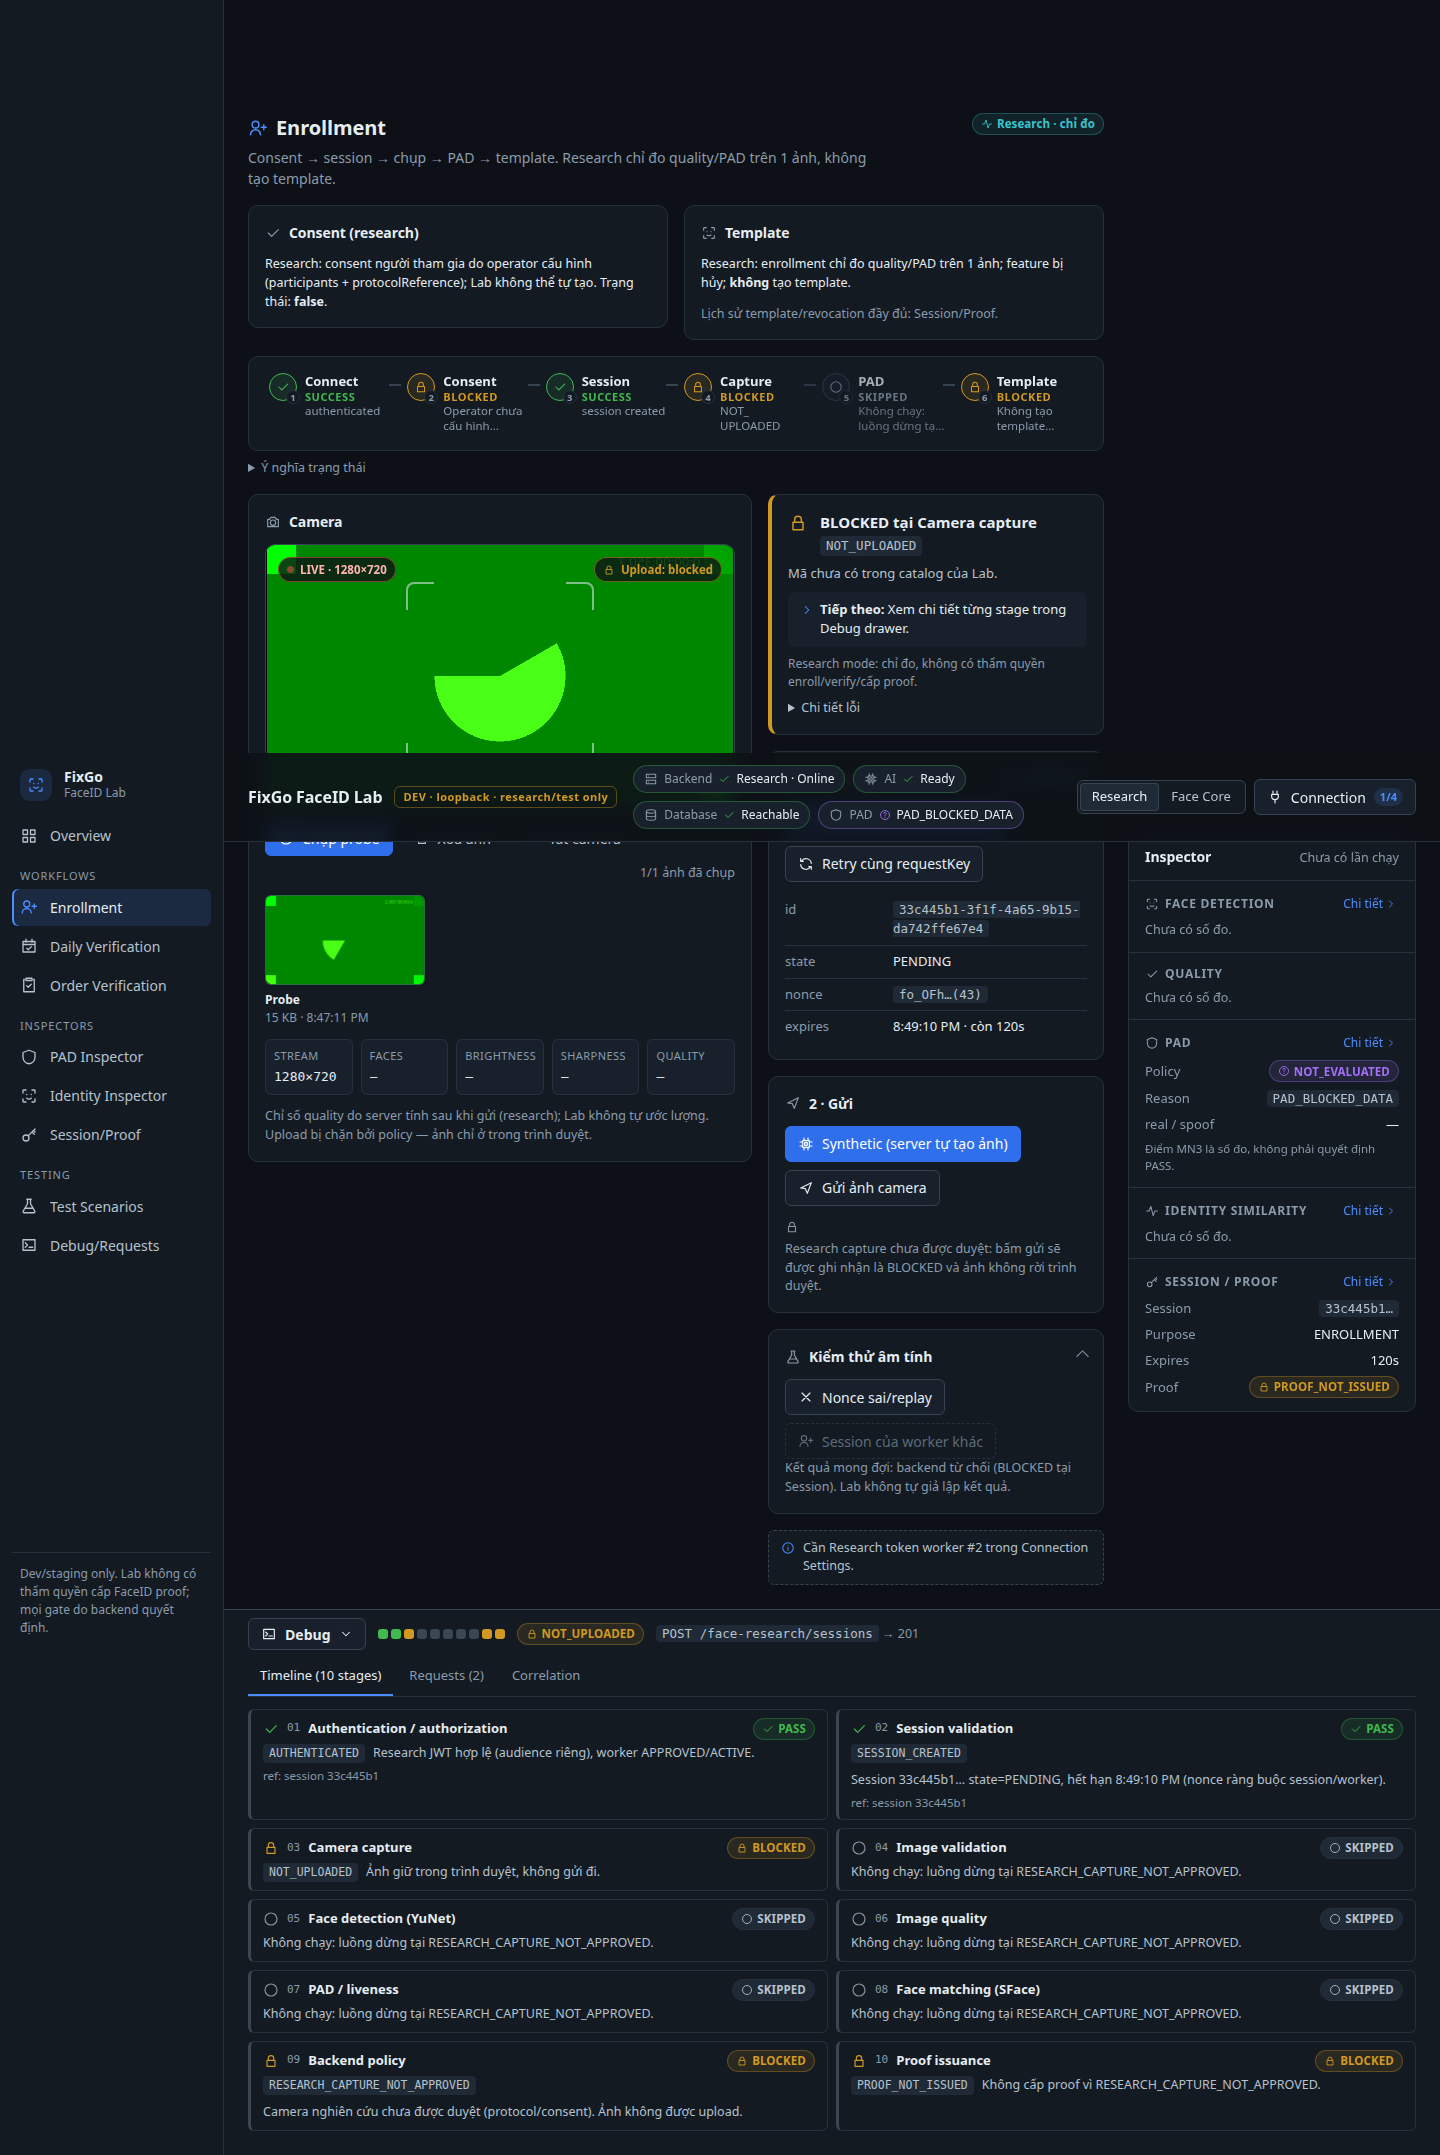 Enrollment
Research · chỉ đo
Consent → session → chụp → PAD → template. Research chỉ đo quality/PAD trên 1 ảnh, không
tạo template.
Consent (research)
Research: consent người tham gia do operator cấu hình
(participants + protocolReference); Lab không thể tự tạo. Trạng
thái: false.
Template
Research: enrollment chỉ đo quality/PAD trên 1 ảnh; feature bị
hủy; không tạo template.
Lịch sử template/revocation đầy đủ: Session/Proof.
1
Connect
SUCCESS
authenticated
2
Consent
BLOCKED
Operator chưa
cấu hình...
3
Session
SUCCESS
session created
4
Capture
BLOCKED
NOT_
UPLOADED
5
PAD
SKIPPED
Không chạy:
luồng dừng tạ...
6
Template
BLOCKED
Không tạo
template...
Ý nghĩa trạng thái
Camera
LIVE · 1280×720
Upload: blocked
BLOCKED tại Camera capture
NOT_UPLOADED
Mã chưa có trong catalog của Lab.
Tiếp theo: Xem chi tiết từng stage trong
Debug drawer.
Research mode: chỉ đo, không có thẩm quyền
enroll/verify/cấp proof.
Chi tiết lỗi
FixGo
FaceID Lab
Overview
WORKFLOWS
Enrollment
Daily Verification
Order Verification
INSPECTORS
PAD Inspector
Identity Inspector
Session/Proof
TESTING
Test Scenarios
Debug/Requests
Dev/staging only. Lab không có
thẩm quyền cấp FaceID proof;
mọi gate do backend quyết
định.
FixGo FaceID Lab
DEV · loopback · research/test only
Backend Research · Online
AI Ready
Database Reachable
PAD PAD_BLOCKED_DATA
Research
Face Core
Connection 1/4
Chụp probe
Xóa ảnh
Tắt camera
1/1 ảnh đã chụp
Probe
15 KB · 8:47:11 PM
STREAM
1280×720
FACES
—
BRIGHTNESS
—
SHARPNESS
—
QUALITY
—
Chỉ số quality do server tính sau khi gửi (research); Lab không tự ước lượng.
Upload bị chặn bởi policy — ảnh chỉ ở trong trình duyệt.
Retry cùng requestKey
id
33c445b1-3f1f-4a65-9b15-
da742ffe67e4
state PENDING
nonce fo_OFh…(43)
expires 8:49:10 PM · còn 120s
2 · Gửi
Synthetic (server tự tạo ảnh)
Gửi ảnh camera
Research capture chưa được duyệt: bấm gửi sẽ
được ghi nhận là BLOCKED và ảnh không rời trình
duyệt.
Kiểm thử âm tính
Nonce sai/replay
Session của worker khác
Kết quả mong đợi: backend từ chối (BLOCKED tại
Session). Lab không tự giả lập kết quả.
Cần Research token worker #2 trong Connection
Settings.
Inspector
Chưa có lần chạy
FACE DETECTION
Chi tiết
Chưa có số đo.
QUALITY
Chưa có số đo.
PAD
Chi tiết
Policy NOT_EVALUATED
Reason PAD_BLOCKED_DATA
real / spoof —
Điểm MN3 là số đo, không phải quyết định
PASS.
IDENTITY SIMILARITY
Chi tiết
Chưa có số đo.
SESSION / PROOF
Chi tiết
Session 33c445b1…
Purpose ENROLLMENT
Expires 120s
Proof PROOF_NOT_ISSUED
Debug
NOT_UPLOADED
POST /face-research/sessions → 201
Timeline (10 stages)
Requests (2)
Correlation
01 Authentication / authorization
PASS
AUTHENTICATED Research JWT hợp lệ (audience riêng), worker APPROVED/ACTIVE.
ref: session 33c445b1
02 Session validation
PASS
SESSION_CREATED
Session 33c445b1… state=PENDING, hết hạn 8:49:10 PM (nonce ràng buộc session/worker).
ref: session 33c445b1
03 Camera capture
BLOCKED
NOT_UPLOADED Ảnh giữ trong trình duyệt, không gửi đi.
04 Image validation
SKIPPED
Không chạy: luồng dừng tại RESEARCH_CAPTURE_NOT_APPROVED.
05 Face detection (YuNet)
SKIPPED
Không chạy: luồng dừng tại RESEARCH_CAPTURE_NOT_APPROVED.
06 Image quality
SKIPPED
Không chạy: luồng dừng tại RESEARCH_CAPTURE_NOT_APPROVED.
07 PAD / liveness
SKIPPED
Không chạy: luồng dừng tại RESEARCH_CAPTURE_NOT_APPROVED.
08 Face matching (SFace)
SKIPPED
Không chạy: luồng dừng tại RESEARCH_CAPTURE_NOT_APPROVED.
09 Backend policy
BLOCKED
RESEARCH_CAPTURE_NOT_APPROVED
Camera nghiên cứu chưa được duyệt (protocol/consent). Ảnh không được upload.
10 Proof issuance
BLOCKED
PROOF_NOT_ISSUED Không cấp proof vì RESEARCH_CAPTURE_NOT_APPROVED.